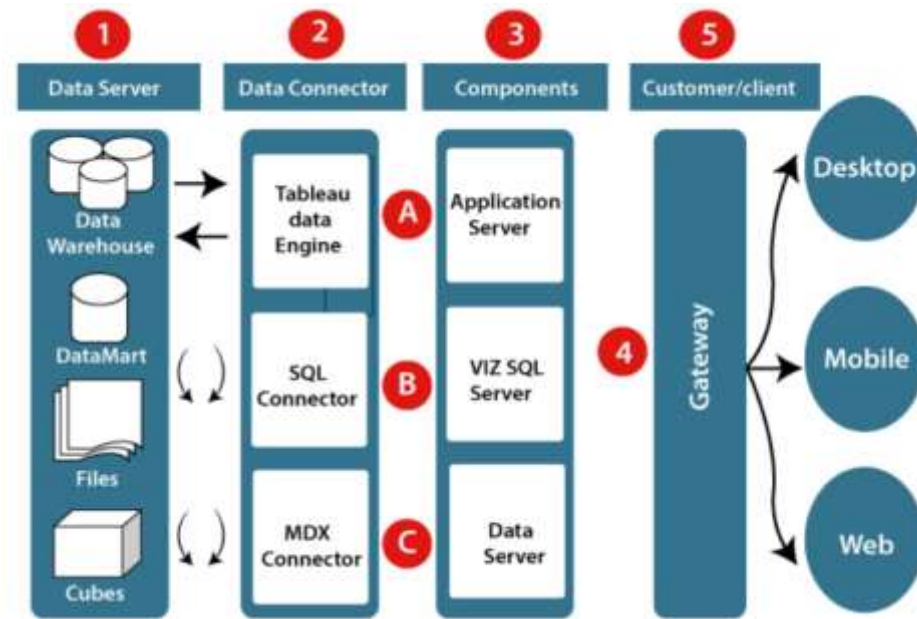 1
2
3
5
Data Server
Data Connector
Components
Customer/client
Data
Warehouse
DataMart
Files
Cubes
Tableau
data
Engine
SQL
Connector
MDX
Connector
A
B
C
Application
Server
VIZ SQL
Server
Data
Server
4
Gateway
Desktop
Mobile
Web